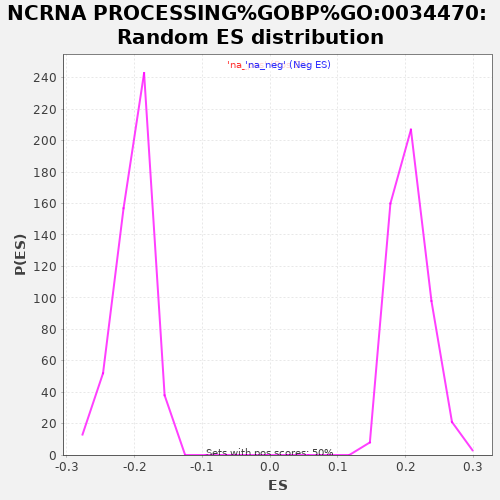 NCRNA PROCESSING%GOBP%GO:0034470:
Random ES distribution
'na_'na_neg' (Neg ES)
P(ES)
240
220
200
180
160
140
120
100
80
60
40
20
0
Sets with pos scores: 50%
-0.3 -0.2 -0.1 0.0 0.1 0.2 0.3
ES